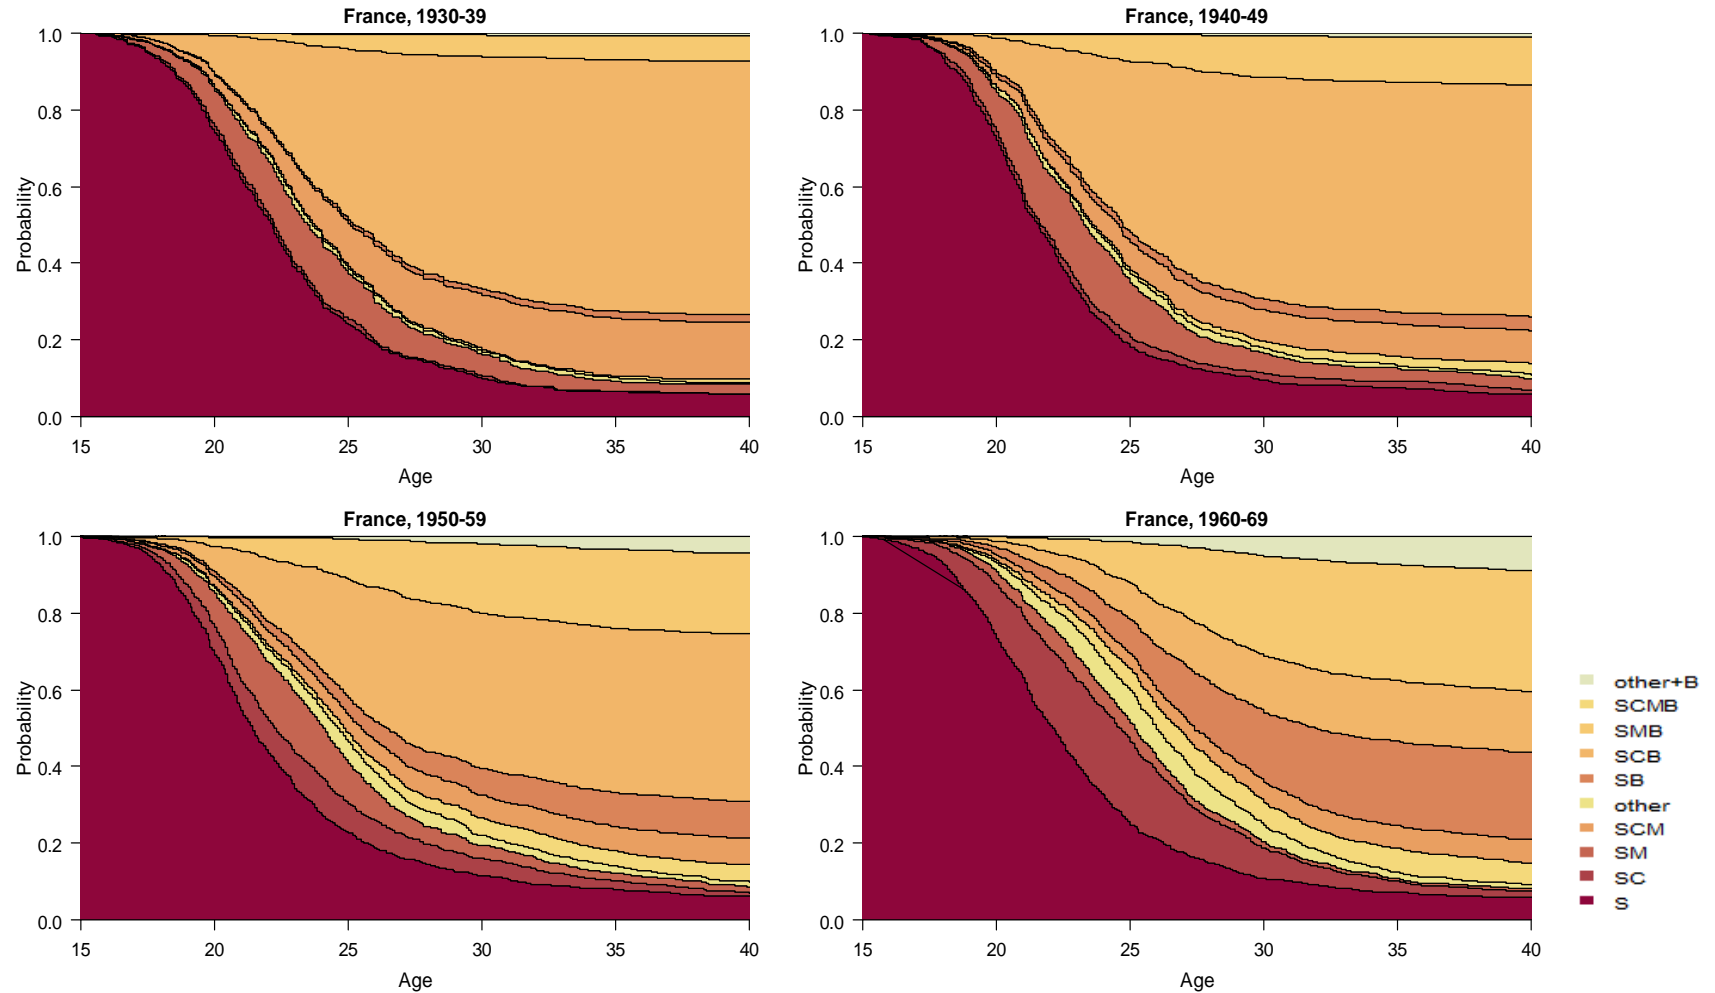 France, 1930-39
1.0
0.8
0.6
0.4
0.2
0.0
Probability
15 20 25 30 35 40
Age
France, 1940-49
1.0
0.8
0.6
0.4
0.2
0.0
Probability
15 20 25 30 35 40
Age
France, 1950-59
1.0
0.8
0.6
0.4
0.2
0.0
Probability
15 20 25 30 35 40
Age
France, 1960-69
1.0
0.8
0.6
0.4
0.2
0.0
Probability
15 20 25 30 35 40
Age
other+B
SCMB
SMB
SCB
SB
other
SCM
SM
SC
S